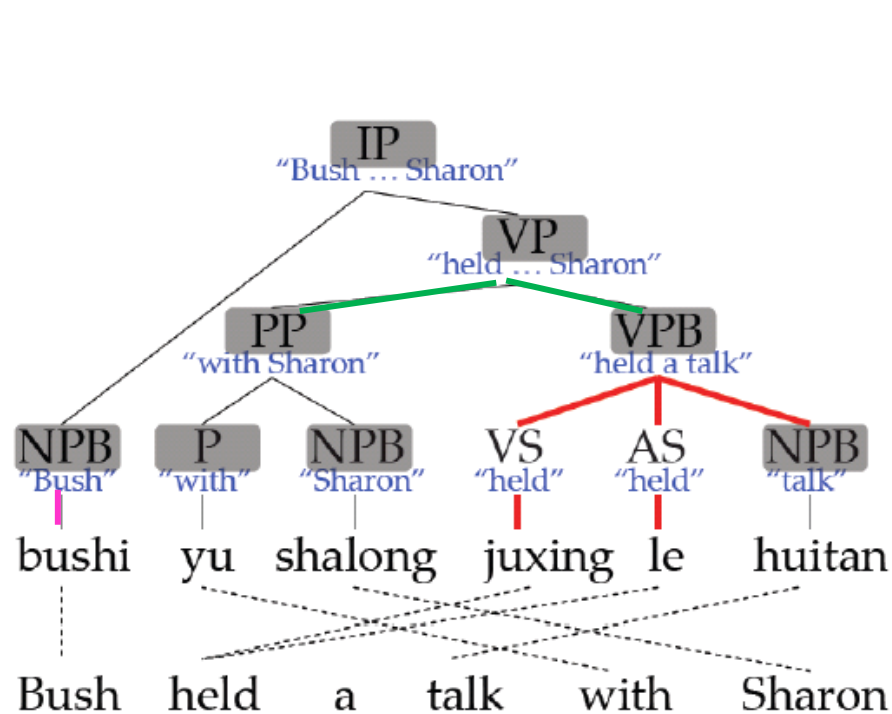 IP
“Bush … Sharon”
VP
“held … Sharon”
PP VPB
“with Sharon” “held a talk”
NPB P NPB VS AS NPB
“Bush” “with” “Sharon” “held” “held” “talk”
bushi yu shalong juxing le huitan
Bush held a talk with Sharon